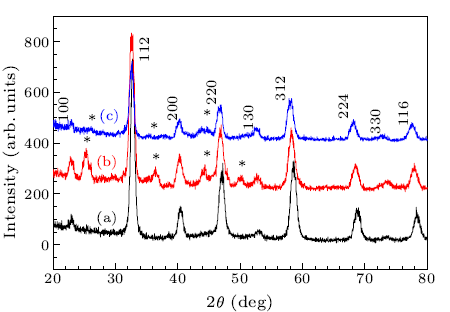 Intensity (arb. units)
800
600
400
200
0
100
112
200
220
130
312
224
330
116
* * *
(c)
*
(b)
* * *
(a)
20 30 40 50 60 70 80
2θ (deg)